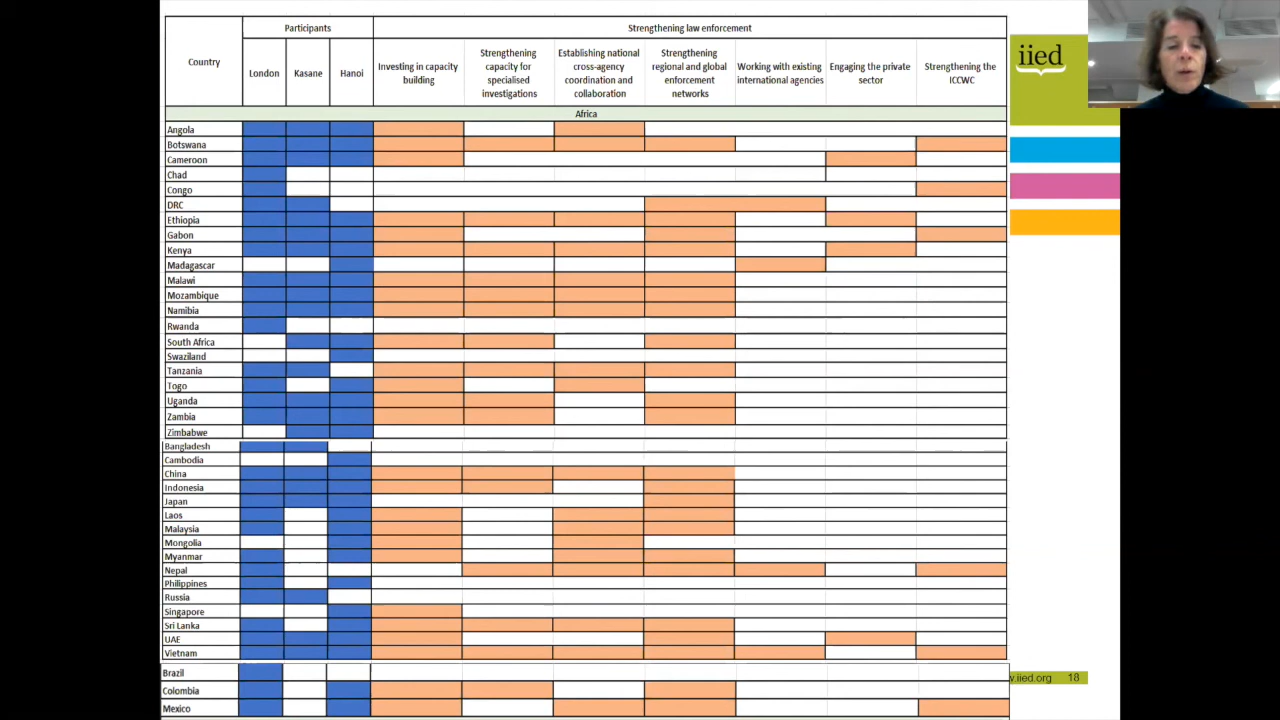 Participants
Strengthening law enforcement
Country
London
Kasane
Hanoi
Investing in capacity
building
Strengthening
capacity for
specialised
investigations
Establishing national
cross-agency
coordination and
collaboration
Strengthening
regional and global
enforcement
networks
Working with existing
international agencies
Engaging the private
sector
Strengthening the
ICCWC
Africa
Angola
Botswana
Cameroon
Chad
Congo
DRC
Ethiopia
Gabon
Kenya
Madagascar
Malawi
Mozambique
Namibia
Rwanda
South Africa
Swaziland
Tanzania
Togo
Uganda
Zambia
Zimbabwe
Bangladesh
Cambodia
China
Indonesia
Japan
Laos
Malaysia
Mongolia
Myanmar
Nepal
Philippines
Russia
Singapore
Sri Lanka
UAE
Vietnam
Brazil
Colombia
Mexico
iied
w.iied.org 18